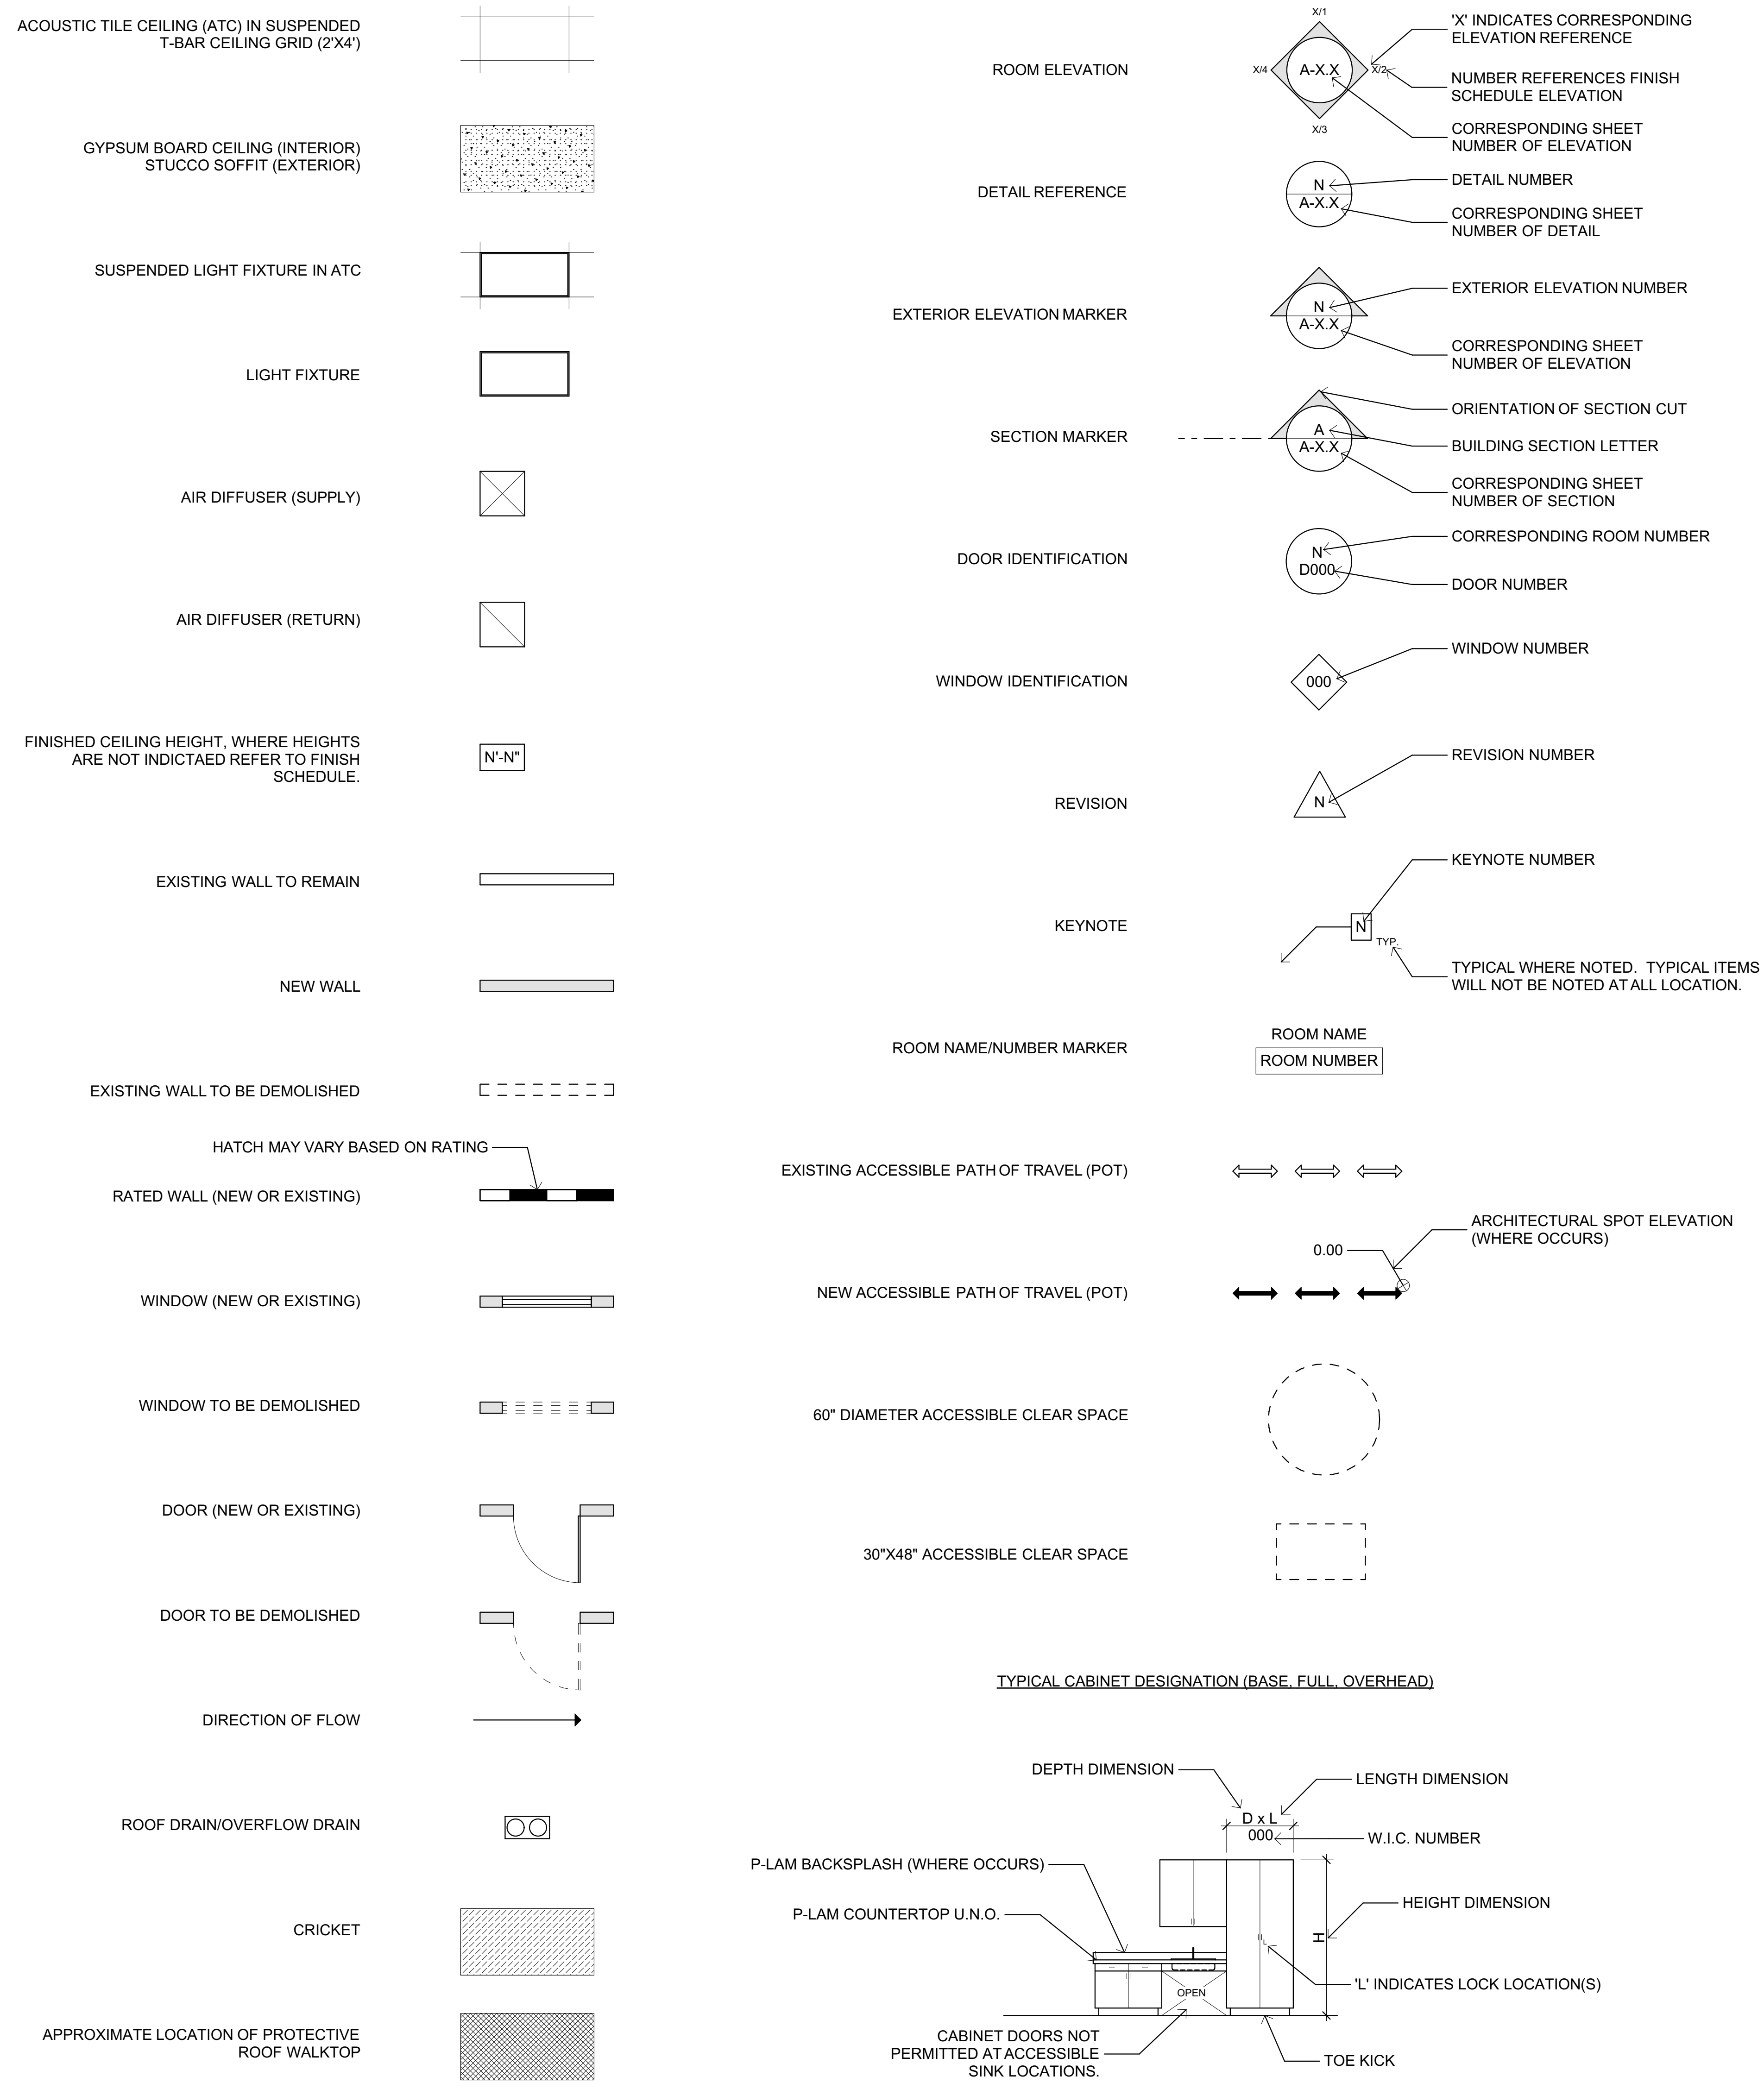 ACOUSTIC TILE CEILING (ATC) IN SUSPENDED
T-BAR CEILING GRID (2'X4')
GYPSUM BOARD CEILING (INTERIOR)
STUCCO SOFFIT (EXTERIOR)
SUSPENDED LIGHT FIXTURE IN ATC
LIGHT FIXTURE
AIR DIFFUSER (SUPPLY)
AIR DIFFUSER (RETURN)
FINISHED CEILING HEIGHT, WHERE HEIGHTS
ARE NOT INDICTAED REFER TO FINISH
SCHEDULE.
N'-N"
EXISTING WALL TO REMAIN
NEW WALL
EXISTING WALL TO BE DEMOLISHED
HATCH MAY VARY BASED ON RATING
RATED WALL (NEW OR EXISTING)
WINDOW (NEW OR EXISTING)
WINDOW TO BE DEMOLISHED
DOOR (NEW OR EXISTING)
DOOR TO BE DEMOLISHED
DIRECTION OF FLOW
ROOF DRAIN/OVERFLOW DRAIN
CRICKET
APPROXIMATE LOCATION OF PROTECTIVE
ROOF WALKTOP
ROOM ELEVATION
X/1
X/4
A-X.X
X/2
X/3
'X' INDICATES CORRESPONDING
ELEVATION REFERENCE
NUMBER REFERENCES FINISH
SCHEDULE ELEVATION
CORRESPONDING SHEET
NUMBER OF ELEVATION
DETAIL REFERENCE
N
A-X.X
DETAIL NUMBER
CORRESPONDING SHEET
NUMBER OF DETAIL
EXTERIOR ELEVATION MARKER
N
A-X.X
EXTERIOR ELEVATION NUMBER
CORRESPONDING SHEET
NUMBER OF ELEVATION
SECTION MARKER
A
A-X.X
ORIENTATION OF SECTION CUT
BUILDING SECTION LETTER
CORRESPONDING SHEET
NUMBER OF SECTION
DOOR IDENTIFICATION
N
D000
CORRESPONDING ROOM NUMBER
DOOR NUMBER
WINDOW IDENTIFICATION
000
WINDOW NUMBER
REVISION
N
REVISION NUMBER
KEYNOTE
N
TYP.
KEYNOTE NUMBER
TYPICAL WHERE NOTED. TYPICAL ITEMS
WILL NOT BE NOTED AT ALL LOCATION.
ROOM NAME/NUMBER MARKER
ROOM NAME
ROOM NUMBER
EXISTING ACCESSIBLE PATH OF TRAVEL (POT)
ARCHITECTURAL SPOT ELEVATION
(WHERE OCCURS)
0.00
NEW ACCESSIBLE PATH OF TRAVEL (POT)
60" DIAMETER ACCESSIBLE CLEAR SPACE
30"X48" ACCESSIBLE CLEAR SPACE
TYPICAL CABINET DESIGNATION (BASE, FULL, OVERHEAD)
DEPTH DIMENSION
LENGTH DIMENSION
D x L
000
W.I.C. NUMBER
P-LAM BACKSPLASH (WHERE OCCURS)
HEIGHT DIMENSION
P-LAM COUNTERTOP U.N.O.
H
L
'L' INDICATES LOCK LOCATION(S)
OPEN
CABINET DOORS NOT
PERMITTED AT ACCESSIBLE
SINK LOCATIONS.
TOE KICK